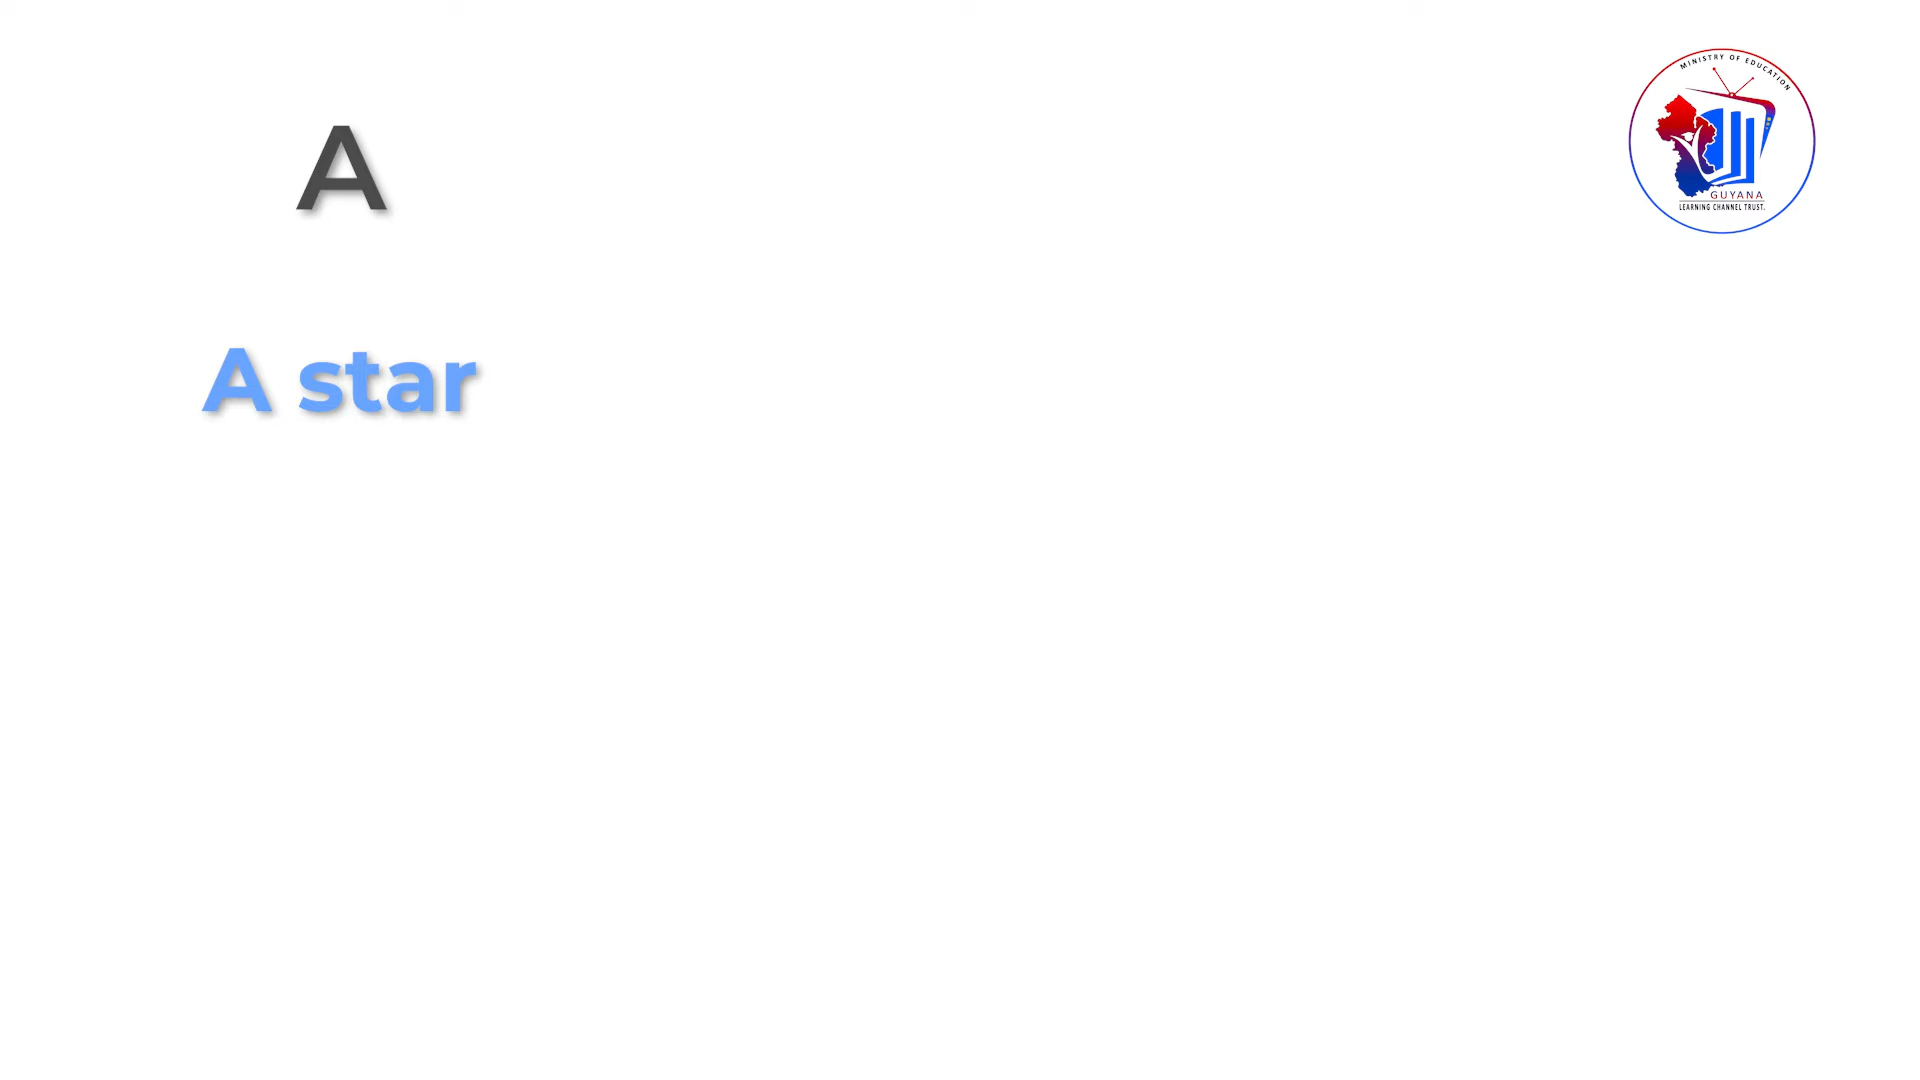 MINISTRY OF EDUCATION
A
GUYANA
LEARNING CHANNEL TRUST.
A star